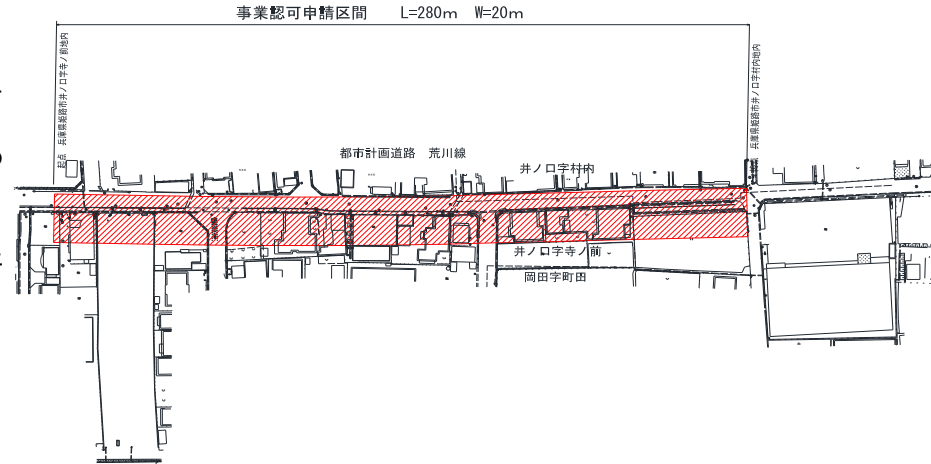 事業認可申請区間　　L=280m　W=20m
起点　兵庫県姫路市井ノ口字寺ノ前地内
兵庫県姫路市井ノ口字村内地内
都市計画道路　荒川線
井ノ口字村内
井ノ口字寺ノ前
岡田字町田